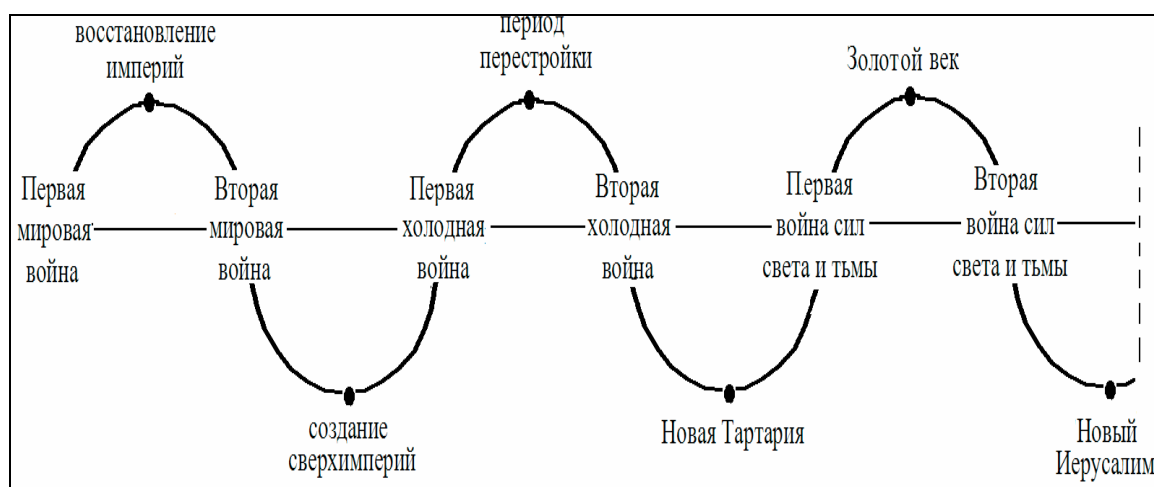 восстановление
империй
период
перестройки
Золотой век
Первая
мировая
война
Вторая
мировая
война
Первая
холодная
война
Вторая
холодная
война
Первая
война сил
света и тьмы
Вторая
война сил
света и тьмы
создание
сверхимперий
Новая Тартария
Новый
Иерусалим